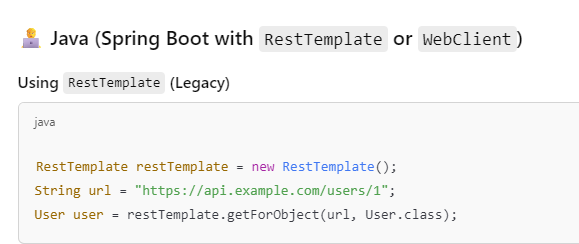 Java (Spring Boot with RestTemplate or WebClient)
Using RestTemplate (Legacy)
java
RestTemplate restTemplate = new RestTemplate();
String url = "https://api.example.com/users/1";
User user = restTemplate.getForObject(url, User.class);